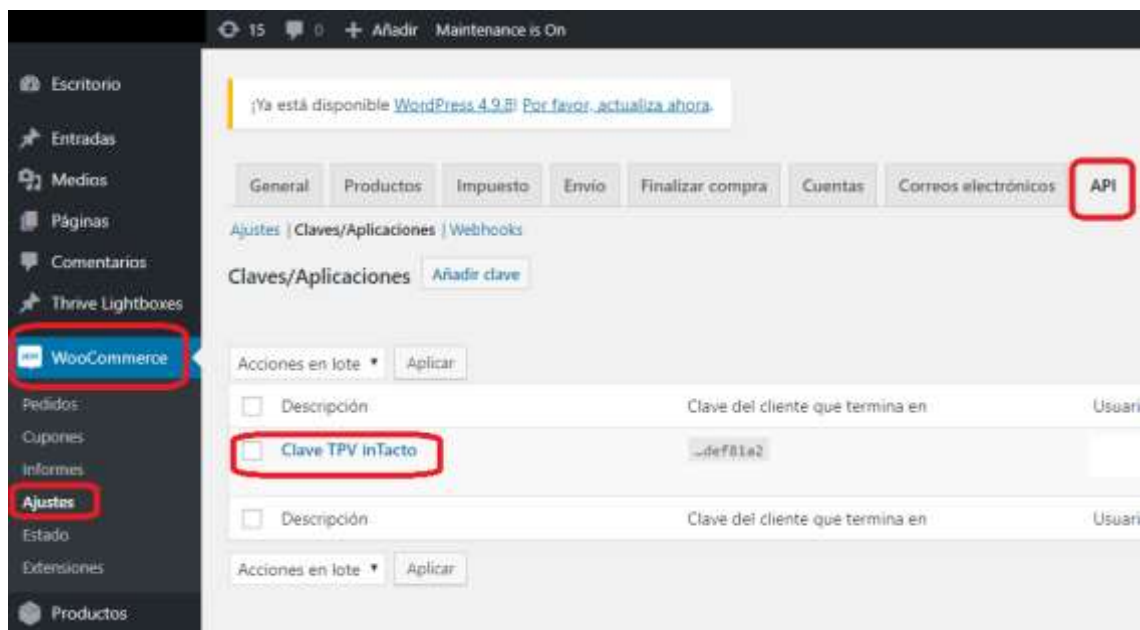 15 0 + Añadir Maintenance is On
Escritorio
¡Ya está disponible WordPress 4.9.8! Por favor, actualiza ahora.
Entradas
Medios
Páginas
Comentarios
Thrive Lightboxes
WooCommerce
Pedidos
Cupones
Informes
Ajustes
Estado
Extensiones
Productos
General Productos Impuesto Envío Finalizar compra Cuentas Correos electrónicos API
Ajustes | Claves/Aplicaciones | Webhooks
Claves/Aplicaciones Añadir clave
Acciones en lote Aplicar
Descripción Clave del cliente que termina en Usuari
Clave TPV inTacto …def81a2
Descripción Clave del cliente que termina en Usuari
Acciones en lote Aplicar